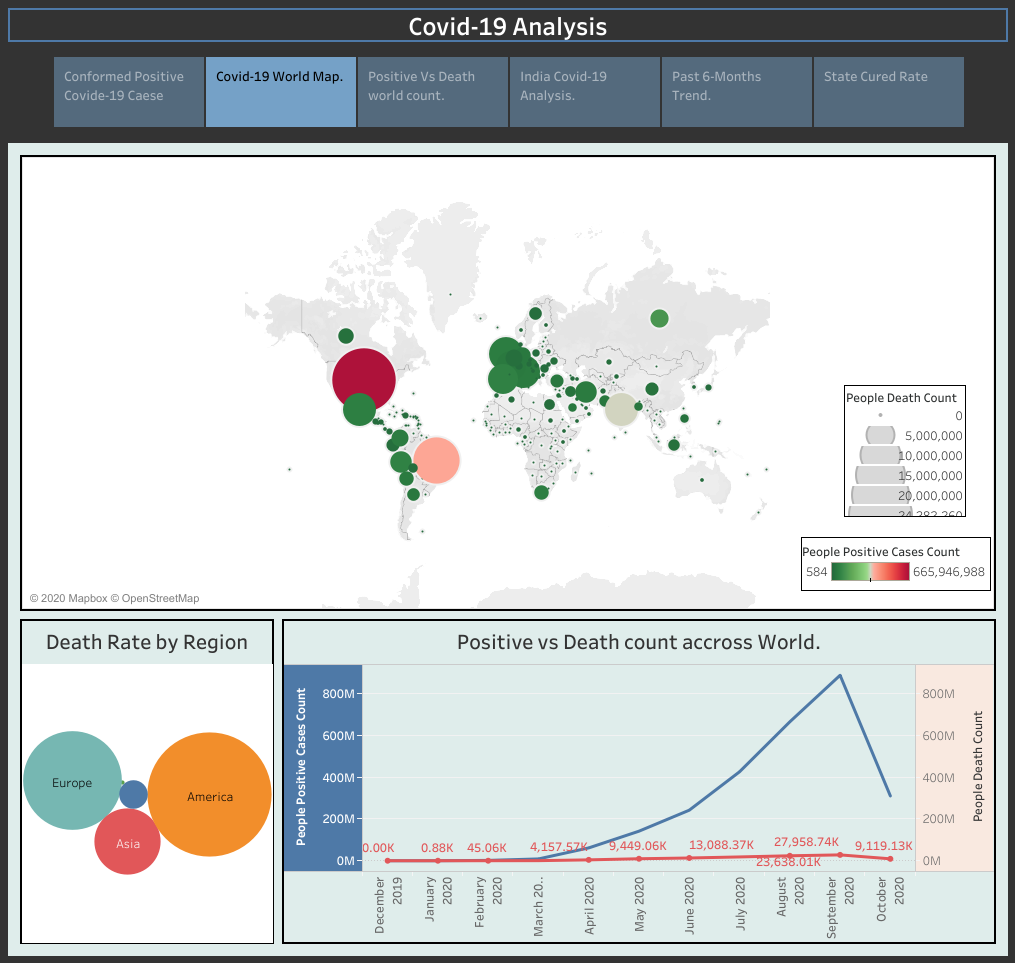 Covid-19 Analysis
Conformed Positive
Covide-19 Caese
Covid-19 World Map.
Positive Vs Death
world count.
India Covid-19
Analysis.
Past 6-Months
Trend.
State Cured Rate
People Death Count
0
5,000,000
10,000,000
15,000,000
20,000,000
24,282,260
People Positive Cases Count
584
665,946,988
© 2020 Mapbox © OpenStreetMap
Death Rate by Region
Europe
America
Asia
Positive vs Death count accross World.
People Positive Cases Count
800M
600M
400M
200M
0M
0.00K
0.88K
45.06K
4,157.57K
9,449.06K
13,088.37K
23,638.01K
27,958.74K
9,119.13K
800M
600M
400M
200M
0M
People Death Count
December
2019
January
2020
February
2020
March 20..
April 2020
May 2020
June 2020
July 2020
August
2020
September
2020
October
2020